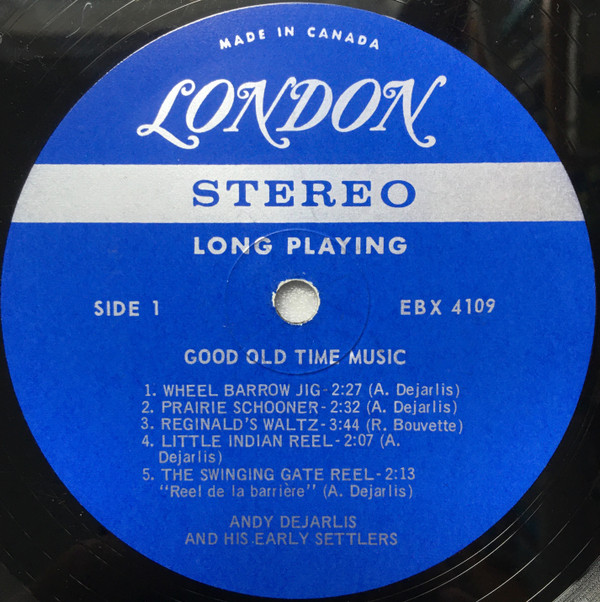 MADE IN CANADA
LONDON
STEREO
LONG PLAYING
SIDE 1
EBX 4109
GOOD OLD TIME MUSIC
1. WHEEL BARROW JIG-2:27 (A. Dejarlis)
2. PRAIRIE SCHOONER-2:32 (A. Dejarlis)
3. REGINALD'S WALTZ-3:44 (R. Bouvette)
4. LITTLE INDIAN REEL-2:07 (A.
Dejarlis)
5. THE SWINGING GATE REEL-2:13
"Reel de la barrière" (A. Dejarlis)
ANDY DEJARLIS
AND HIS EARLY SETTLERS